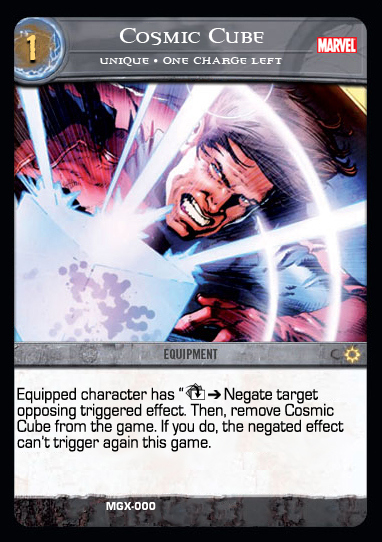 1
Cosmic Cube
MARVEL
UNIQUE • ONE CHARGE LEFT
EQUIPMENT
C
Equipped character has “ ➔ Negate target
opposing triggered effect. Then, remove Cosmic
Cube from the game. If you do, the negated effect
can't trigger again this game.
MGX-000